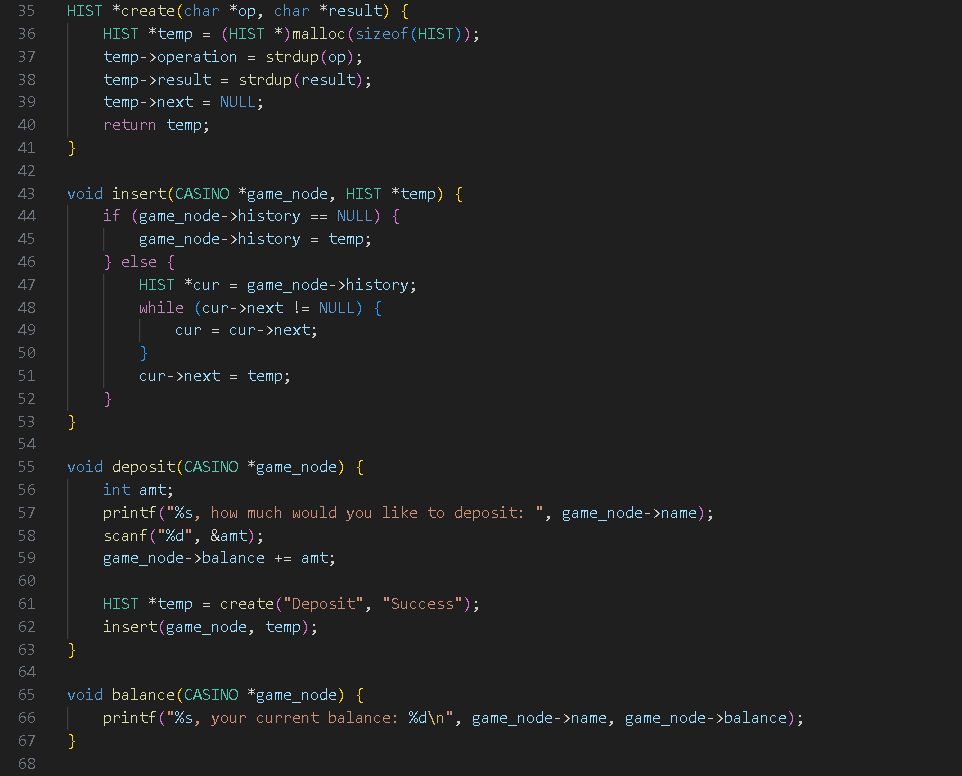 35 HIST *create(char *op, char *result) {
36     HIST *temp = (HIST *)malloc(sizeof(HIST));
37     temp->operation = strdup(op);
38     temp->result = strdup(result);
39     temp->next = NULL;
40     return temp;
41 }
42
43 void insert(CASINO *game_node, HIST *temp) {
44     if (game_node->history == NULL) {
45         game_node->history = temp;
46     } else {
47         HIST *cur = game_node->history;
48         while (cur->next != NULL) {
49             cur = cur->next;
50         }
51         cur->next = temp;
52     }
53 }
54
55 void deposit(CASINO *game_node) {
56     int amt;
57     printf("%s, how much would you like to deposit: ", game_node->name);
58     scanf("%d", &amt);
59     game_node->balance += amt;
60
61     HIST *temp = create("Deposit", "Success");
62     insert(game_node, temp);
63 }
64
65 void balance(CASINO *game_node) {
66     printf("%s, your current balance: %d\n", game_node->name, game_node->balance);
67 }
68